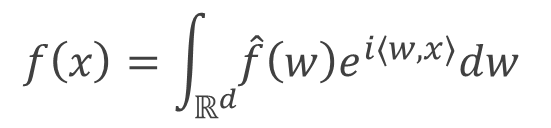 f(x) = ∫_{ℝ^d} f̂(w)e^{i⟨w,x⟩}dw